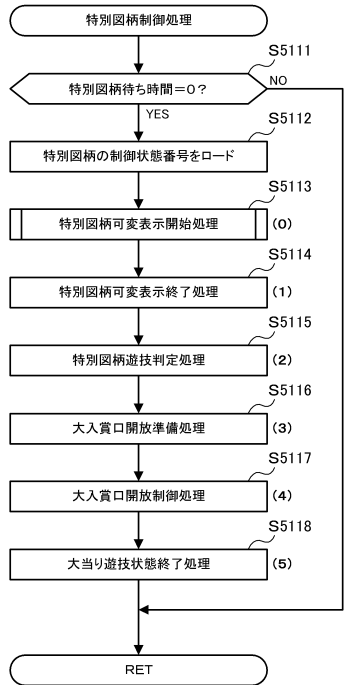 特別図柄制御処理
S5111
特別図柄待ち時間=0?
NO
YES
S5112
特別図柄の制御状態番号をロード
S5113
特別図柄可変表示開始処理
(0)
S5114
特別図柄可変表示終了処理
(1)
S5115
特別図柄遊技判定処理
(2)
S5116
大入賞口開放準備処理
(3)
S5117
大入賞口開放制御処理
(4)
S5118
大当り遊技状態終了処理
(5)
RET